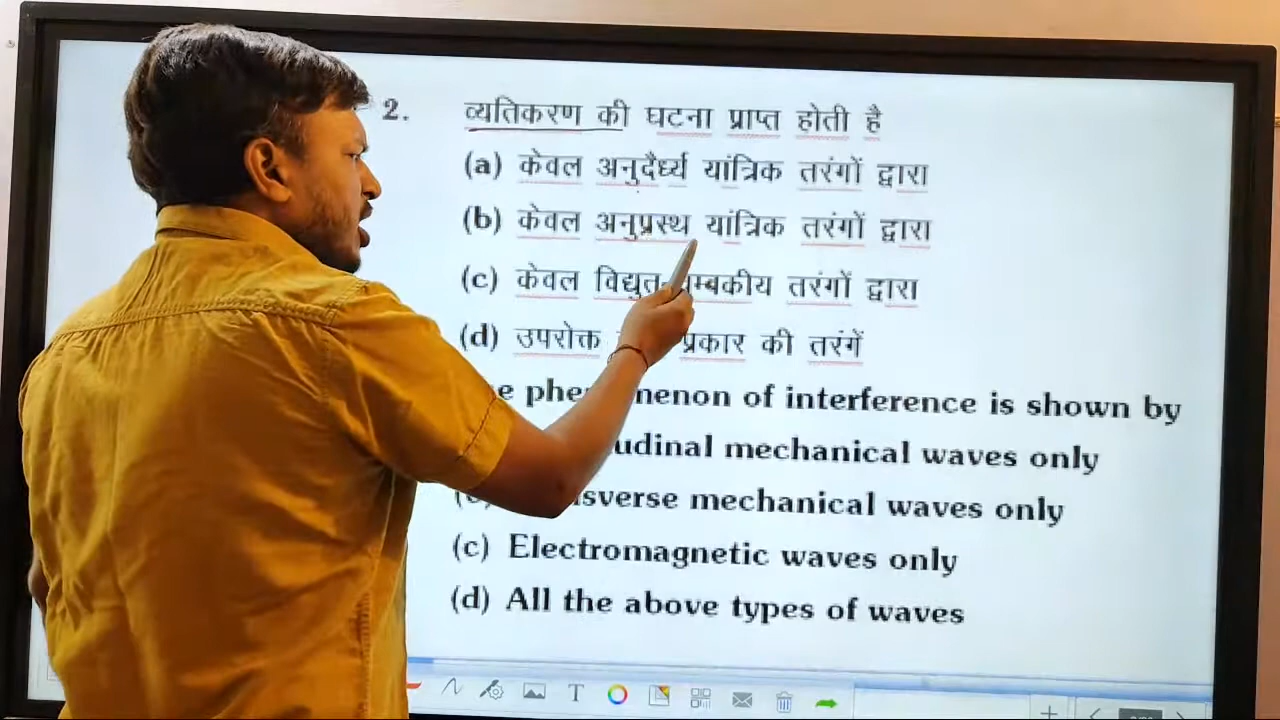 2. व्यतिकरण की घटना प्राप्त होती है
(a) केवल अनुदैर्ध्य यांत्रिक तरंगों द्वारा
(b) केवल अनुप्रस्थ यांत्रिक तरंगों द्वारा
(c) केवल विद्युत म्बकीय तरंगों द्वारा
(d) उपरोक्त प्रकार की तरंगें
e phe menon of interference is shown by
udinal mechanical waves only
sverse mechanical waves only
(c) Electromagnetic waves only
(d) All the above types of waves
T